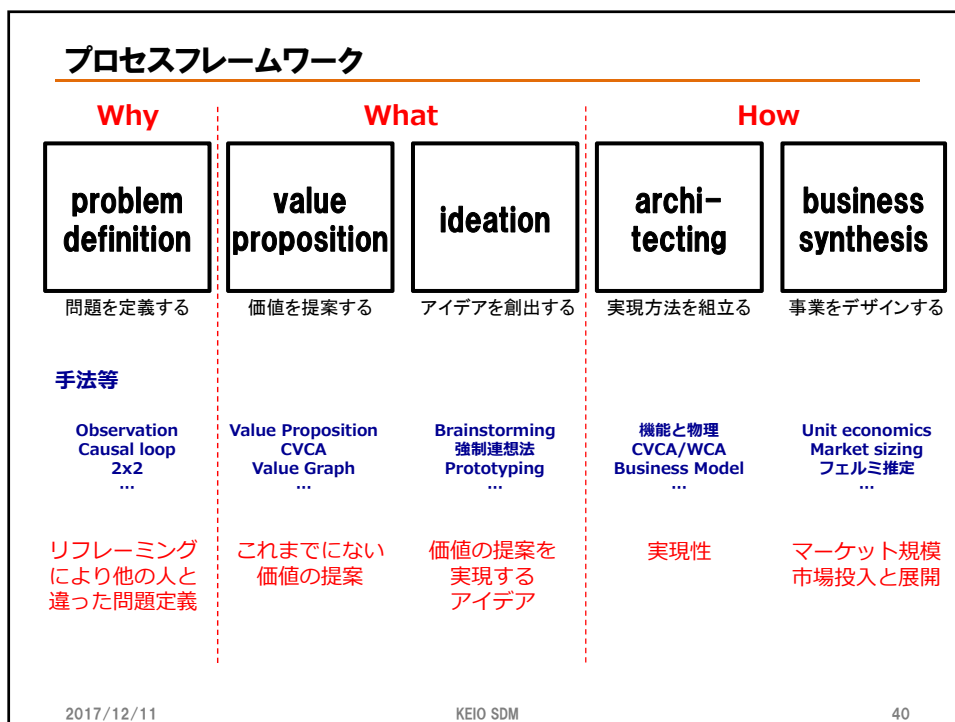 プロセスフレームワーク
Why
What
How
problem
definition
value
proposition
ideation
archi-
tecting
business
synthesis
問題を定義する
価値を提案する
アイデアを創出する
実現方法を組立る
事業をデザインする
手法等
Observation
Causal loop
2x2
…
Value Proposition
CVCA
Value Graph
…
Brainstorming
強制連想法
Prototyping
…
機能と物理
CVCA/WCA
Business Model
…
Unit economics
Market sizing
フェルミ推定
…
リフレーミング
により他の人と
違った問題定義
これまでにない
価値の提案
価値の提案を
実現する
アイデア
実現性
マーケット規模
市場投入と展開
2017/12/11
KEIO SDM
40